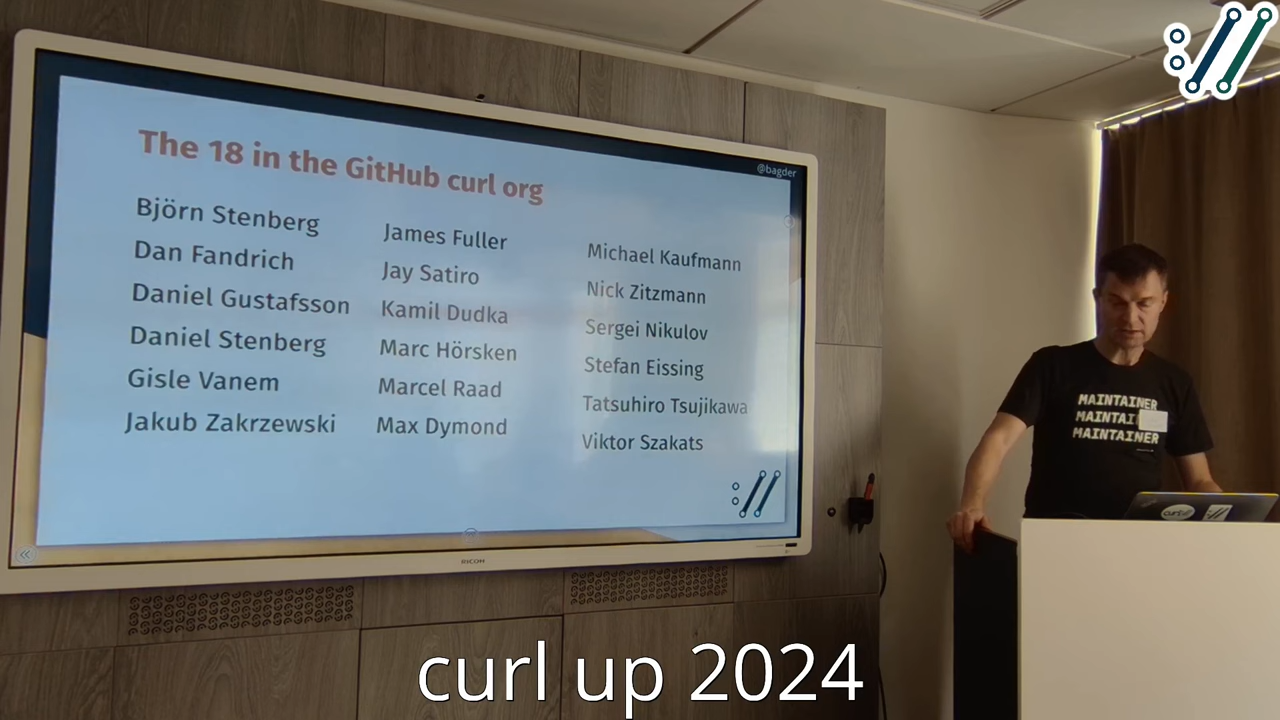 @bagder
The 18 in the GitHub curl org
Björn Stenberg
Dan Fandrich
Daniel Gustafsson
Daniel Stenberg
Gisle Vanem
Jakub Zakrzewski
James Fuller
Jay Satiro
Kamil Dudka
Marc Hörsken
Marcel Raad
Max Dymond
Michael Kaufmann
Nick Zitzmann
Sergei Nikulov
Stefan Eissing
Tatsuhiro Tsujikawa
Viktor Szakats
RICOH
MAINTAINER
MAINTAI
MAINTAINER
curl
curl up 2024